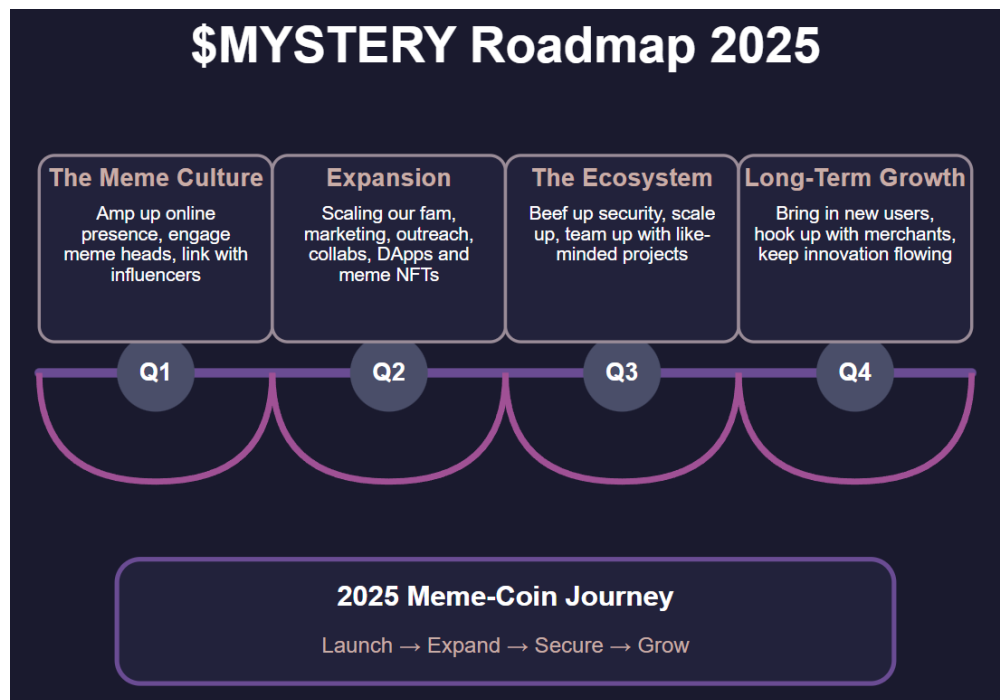 $MYSTERY Roadmap 2025
The Meme Culture
Amp up online
presence, engage
meme heads, link with
influencers
Expansion
Scaling our fam,
marketing, outreach,
collabs, DApps and
meme NFTs
The Ecosystem
Beef up security, scale
up, team up with like-
minded projects
Long-Term Growth
Bring in new users,
hook up with merchants,
keep innovation flowing
Q1
Q2
Q3
Q4
2025 Meme-Coin Journey
Launch → Expand → Secure → Grow